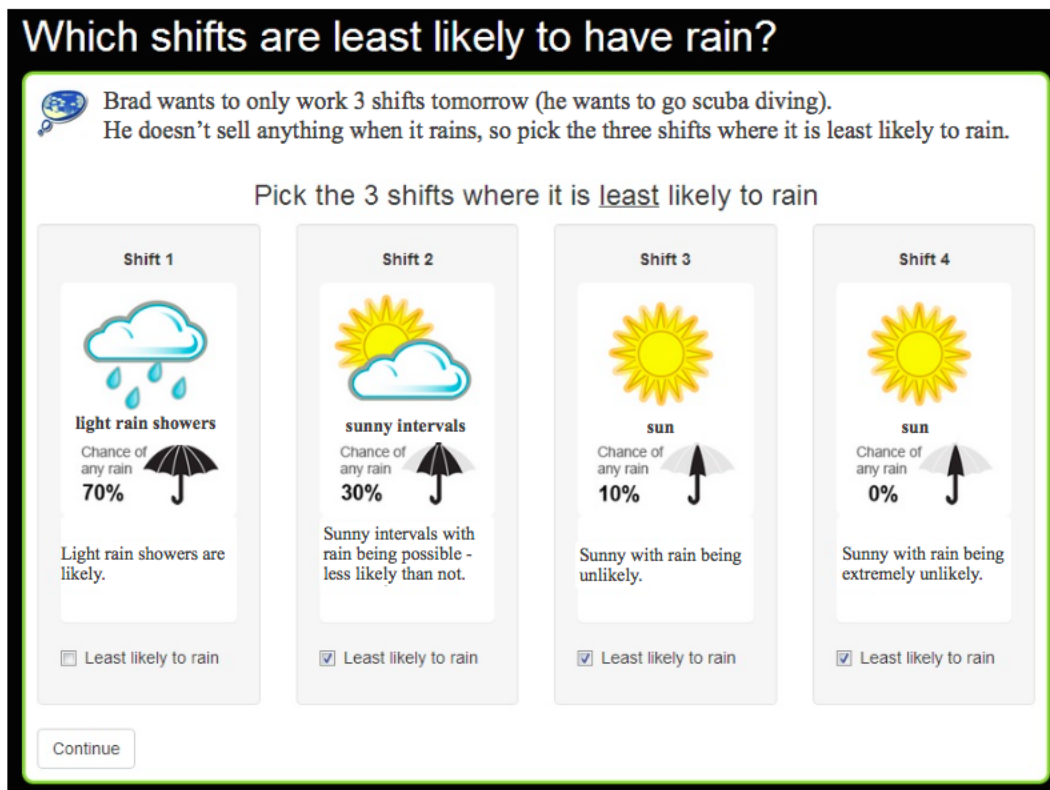 Which shifts are least likely to have rain?
Brad wants to only work 3 shifts tomorrow (he wants to go scuba diving).
He doesn't sell anything when it rains, so pick the three shifts where it is least likely to rain.
Pick the 3 shifts where it is least likely to rain
Shift 1
light rain showers
Chance of
any rain
70%
Light rain showers are
likely.
Least likely to rain
Shift 2
sunny intervals
Chance of
any rain
30%
Sunny intervals with
rain being possible -
less likely than not.
Least likely to rain
Shift 3
sun
Chance of
any rain
10%
Sunny with rain being
unlikely.
Least likely to rain
Shift 4
sun
Chance of
any rain
0%
Sunny with rain being
extremely unlikely.
Least likely to rain
Continue